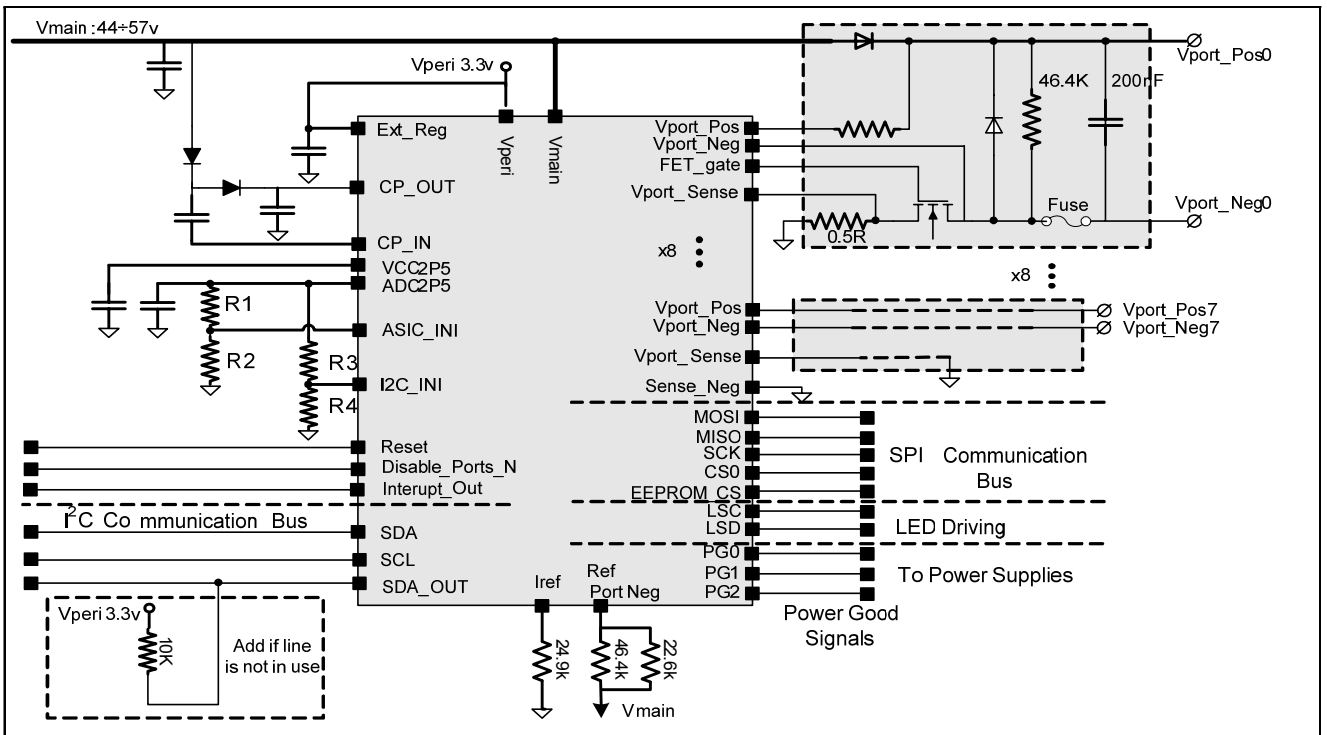 Vmain :44÷57v
Vperi 3.3v
Vport_Pos0
46.4K
200nF
Ext_Reg
Vperi
Vmain
Vport_Pos
Vport_Neg
FET_gate
Vport_Sense
CP_OUT
CP_IN
VCC2P5
ADC2P5
0.5R
Fuse
Vport_Neg0
x8
x8
R1
R2
ASIC_INI
R3
I2C_INI
R4
Vport_Pos
Vport_Neg
Vport_Sense
Sense_Neg
Vport_Pos7
Vport_Neg7
Reset
Disable_Ports_N
Interupt_Out
MOSI
MISO
SCK
CS0
EEPROM_CS
SPI Communication
Bus
I²C Co mmunication Bus
SDA
SCL
SDA_OUT
LSC
LSD
LED Driving
PG0
PG1
PG2
To Power Supplies
Power Good
Signals
Iref
Ref
Port Neg
24.9k
46.4k
22.6k
Vmain
Vperi 3.3v
10K
Add if line
is not in use